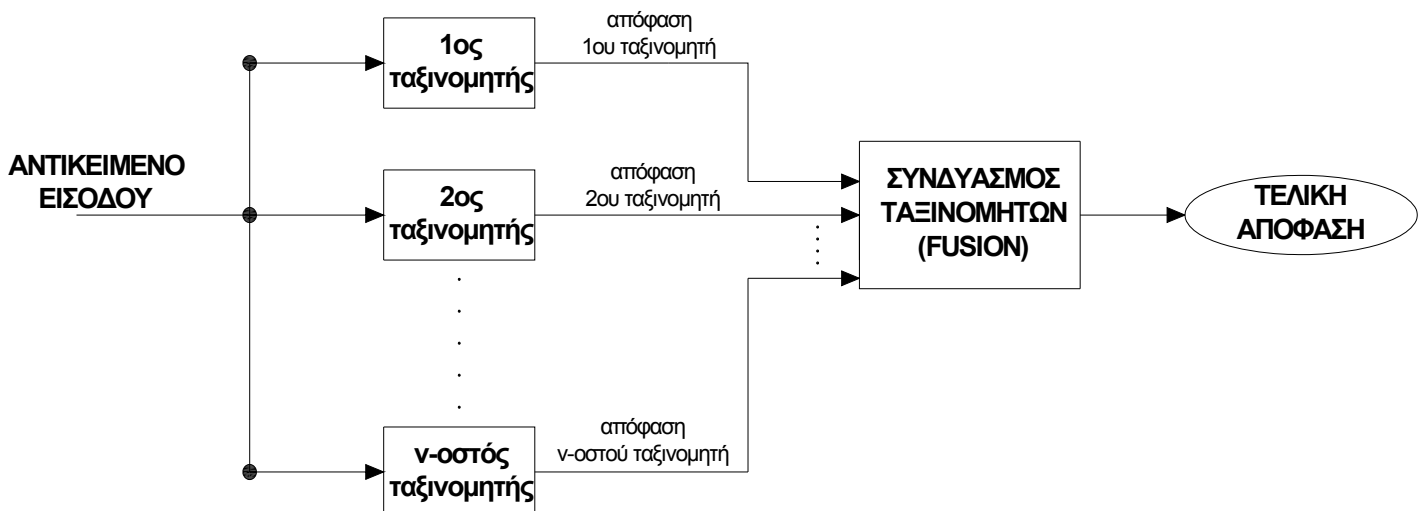 απόφαση
1ου ταξινομητή
1ος
ταξινομητής
ΑΝΤΙΚΕΙΜΕΝΟ
ΕΙΣΟΔΟΥ
2ος
ταξινομητής
απόφαση
2ου ταξινομητή
ΣΥΝΔΥΑΣΜΟΣ
ΤΑΞΙΝΟΜΗΤΩΝ
(FUSION)
ΤΕΛΙΚΗ
ΑΠΟΦΑΣΗ
ν-οστός
ταξινομητής
απόφαση
ν-οστού ταξινομητή